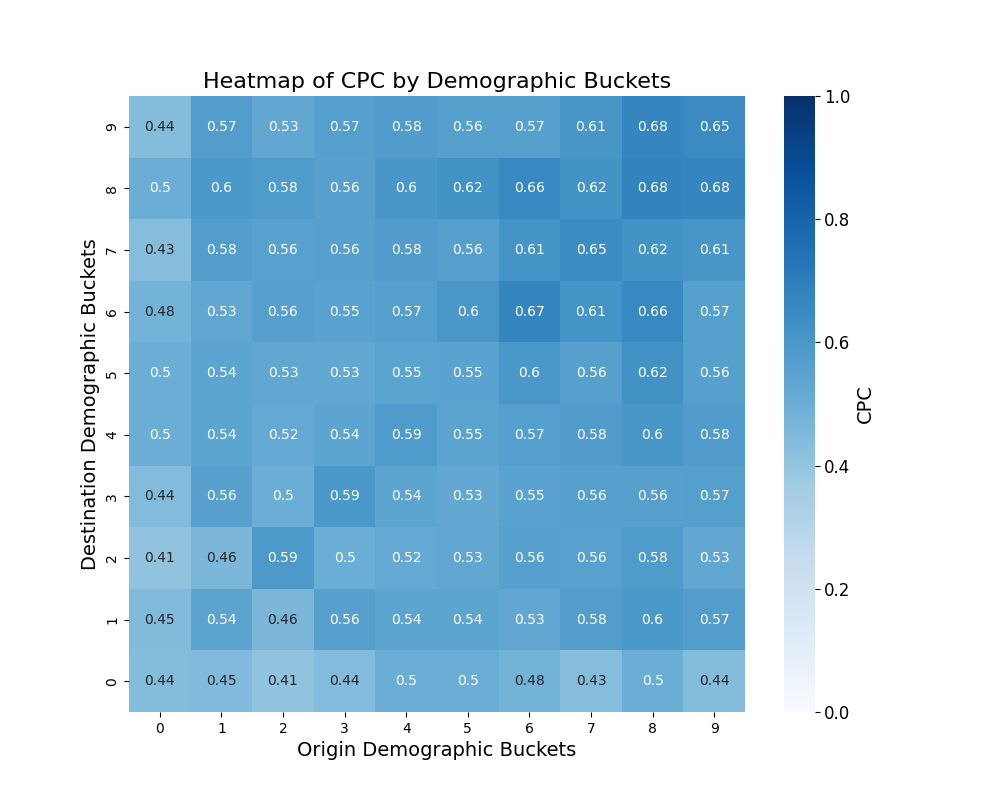 Heatmap of CPC by Demographic Buckets
9 0.44 0.57 0.53 0.57 0.58 0.56 0.57 0.61 0.68 0.65
8 0.5 0.6 0.58 0.56 0.6 0.62 0.66 0.62 0.68 0.68
7 0.43 0.58 0.56 0.56 0.58 0.56 0.61 0.65 0.62 0.61
6 0.48 0.53 0.56 0.55 0.57 0.6 0.67 0.61 0.66 0.57
5 0.5 0.54 0.53 0.53 0.55 0.55 0.6 0.56 0.62 0.56
4 0.5 0.54 0.52 0.54 0.59 0.55 0.57 0.58 0.6 0.58
3 0.44 0.56 0.5 0.59 0.54 0.53 0.55 0.56 0.56 0.57
2 0.41 0.46 0.59 0.5 0.52 0.53 0.56 0.56 0.58 0.53
1 0.45 0.54 0.46 0.56 0.54 0.54 0.53 0.58 0.6 0.57
0 0.44 0.45 0.41 0.44 0.5 0.5 0.48 0.43 0.5 0.44
0 1 2 3 4 5 6 7 8 9
Origin Demographic Buckets
Destination Demographic Buckets
1.0
0.8
0.6
0.4
0.2
0.0
CPC